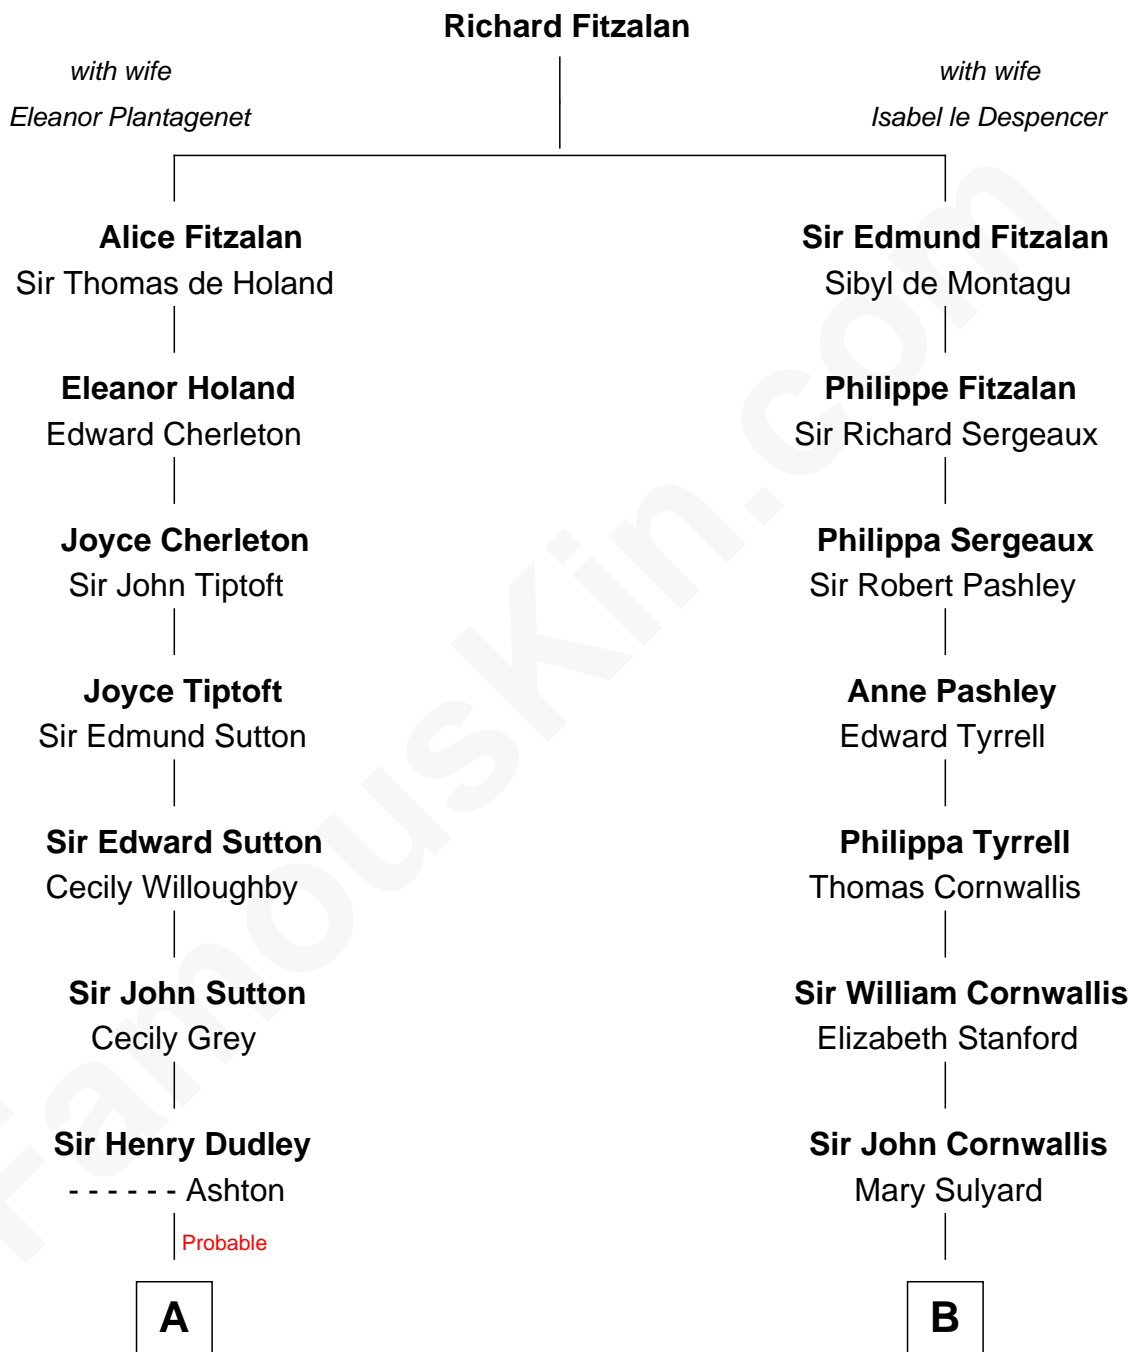 Richard Fitzalan
with wife
Eleanor Plantagenet
with wife
Isabel le Despencer
Alice Fitzalan
Sir Thomas de Holand
Sir Edmund Fitzalan
Sibyl de Montagu
Eleanor Holand
Edward Cherleton
Philippe Fitzalan
Sir Richard Sergeaux
Joyce Cherleton
Sir John Tiptoft
Philippa Sergeaux
Sir Robert Pashley
Joyce Tiptoft
Sir Edmund Sutton
Anne Pashley
Edward Tyrrell
Sir Edward Sutton
Cecily Willoughby
Philippa Tyrrell
Thomas Cornwallis
Sir John Sutton
Cecily Grey
Sir William Cornwallis
Elizabeth Stanford
Sir Henry Dudley
- - - - - - Ashton
Probable
Sir John Cornwallis
Mary Sulyard
A
B
FamousKin.com